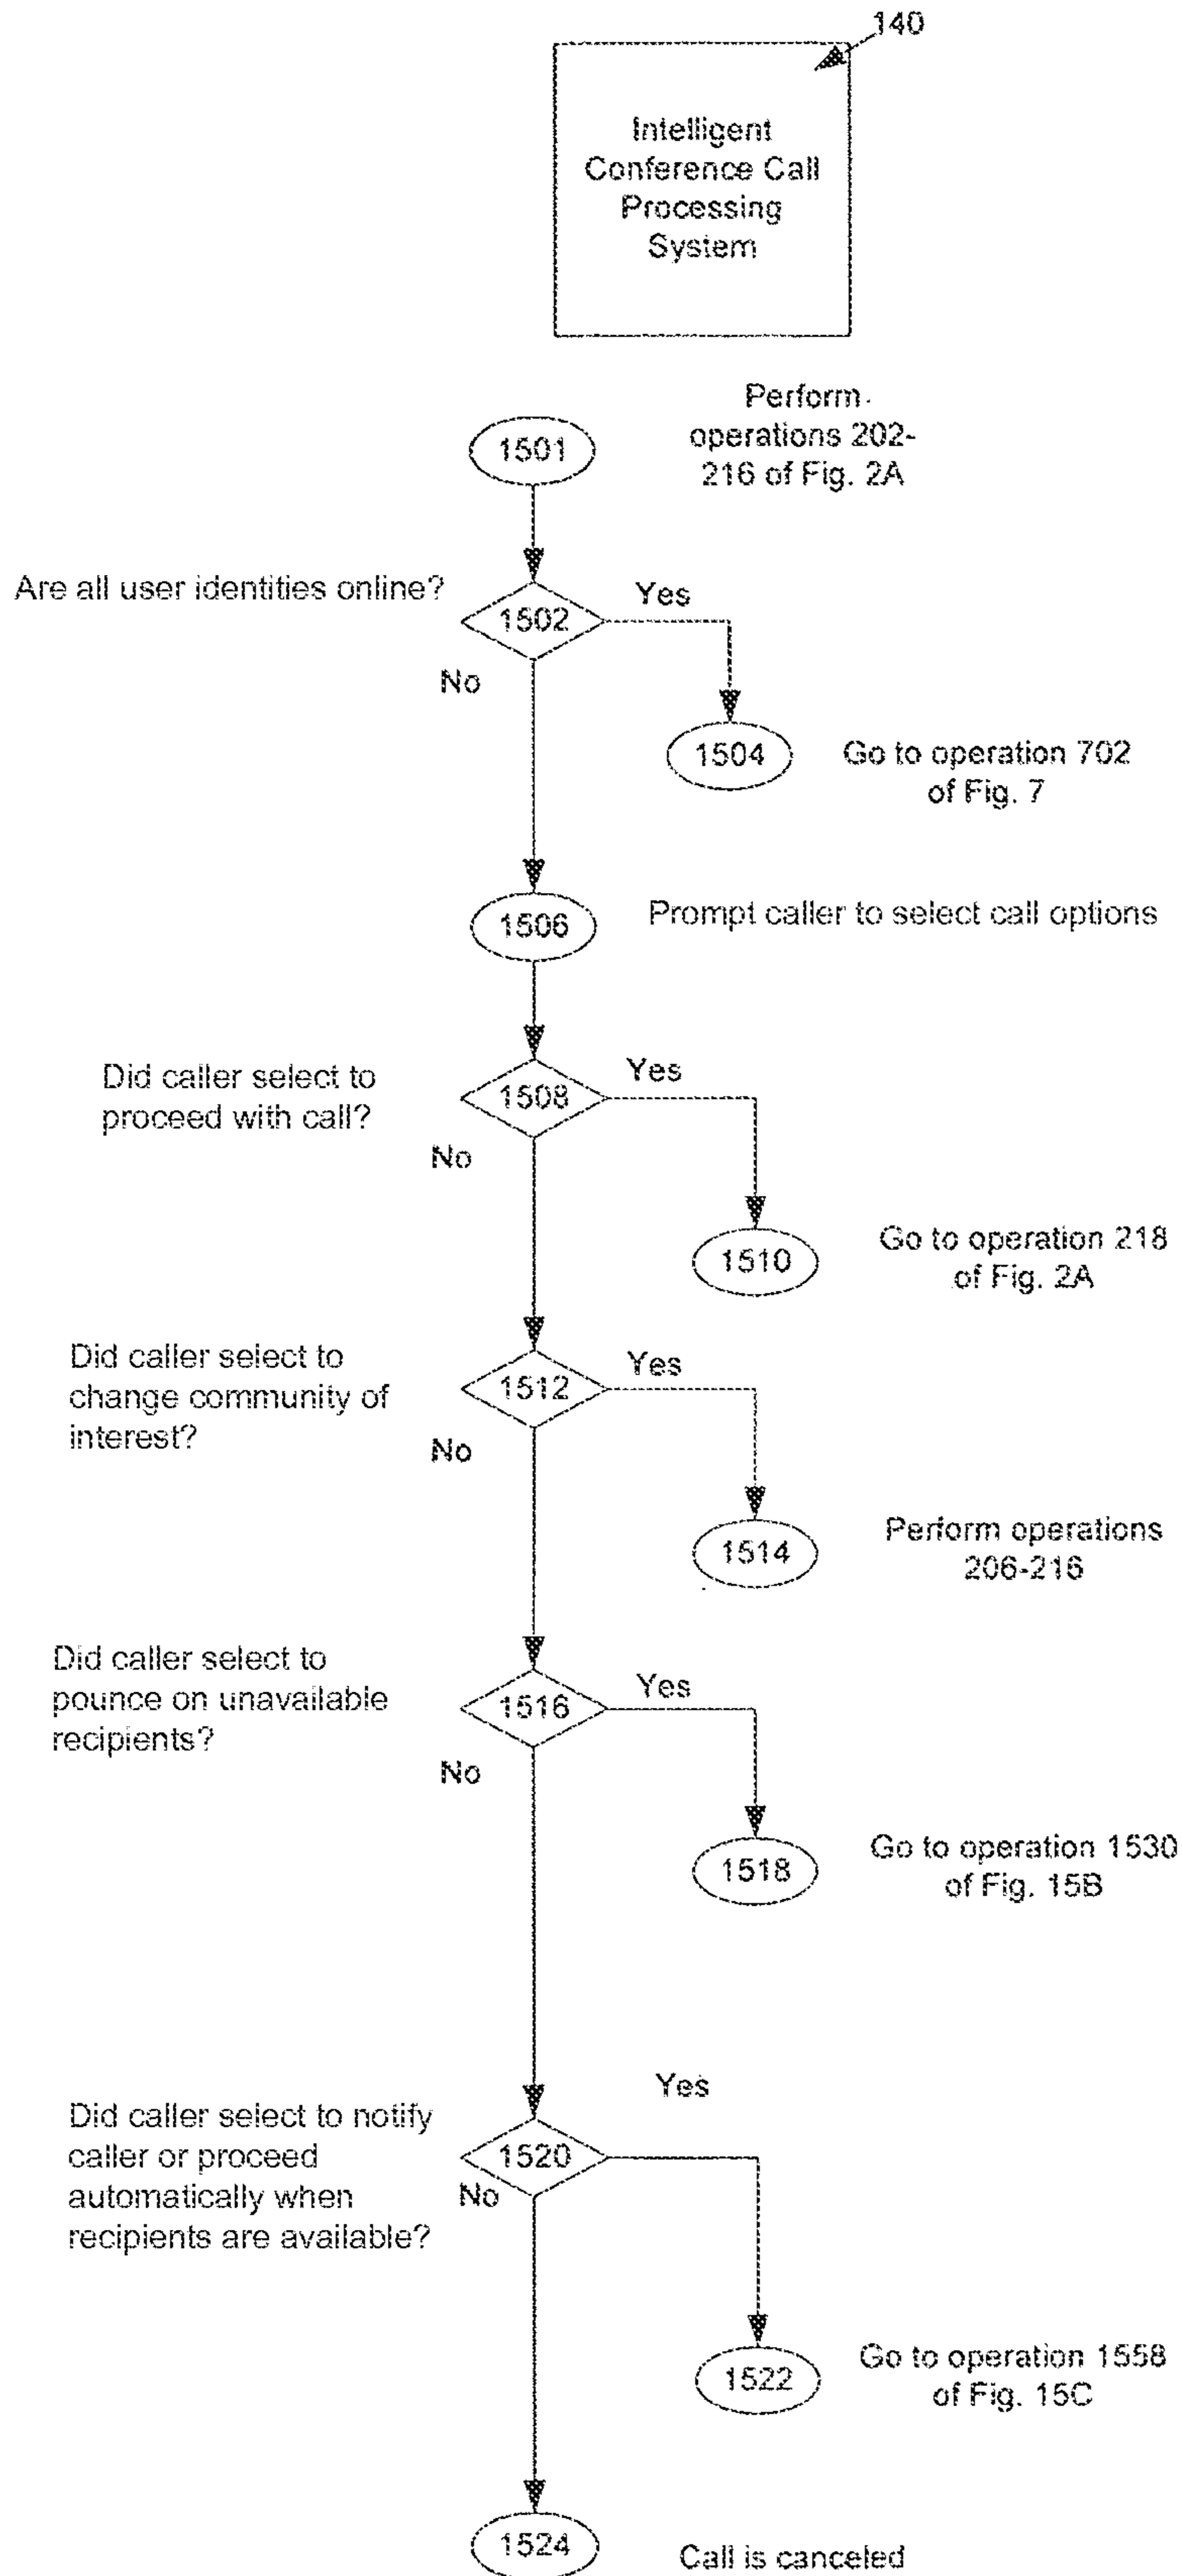 140
Intelligent
Conference Call
Processing
System
Perform
operations 202-
216 of Fig. 2A
1501
Are all user identities online?
1502
Yes
No
1504
Go to operation 702
of Fig. 7
1506
Prompt caller to select call options
Did caller select to
proceed with call?
1508
Yes
No
1510
Go to operation 218
of Fig. 2A
Did caller select to
change community of
interest?
1512
Yes
No
1514
Perform operations
206-216
Did caller select to
pounce on unavailable
recipients?
1516
Yes
No
1518
Go to operation 1530
of Fig. 15B
Did caller select to notify
caller or proceed
automatically when
recipients are available?
1520
Yes
No
1522
Go to operation 1558
of Fig. 15C
1524
Call is canceled